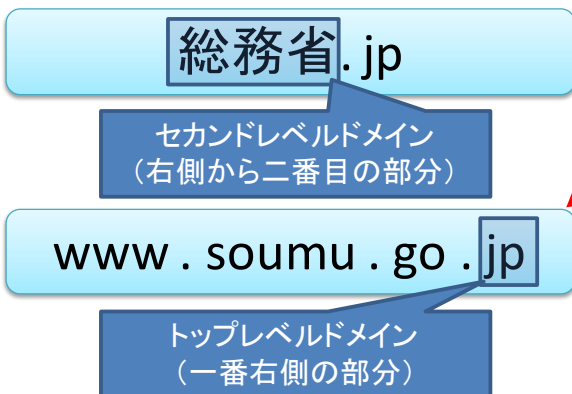 総務省. jp
セカンドレベルドメイン
（右側から二番目の部分）
www . soumu . go . jp
トップレベルドメイン
（一番右側の部分）